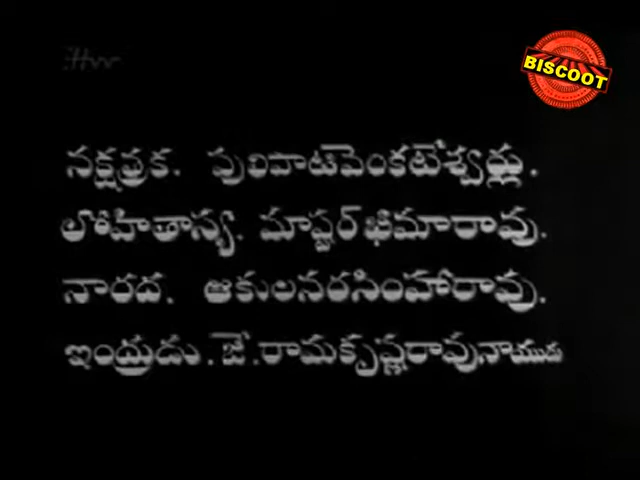 BISCOOT
నక్షత్రక. పులిపాటివెంకటేశ్వర్లు.
లోహితాస్య. మాష్టర్ భీమారావు.
నారద. ఆకులనరసింహారావు.
ఇంద్రుడు. జే. రామకృష్ణరావునాయుడు